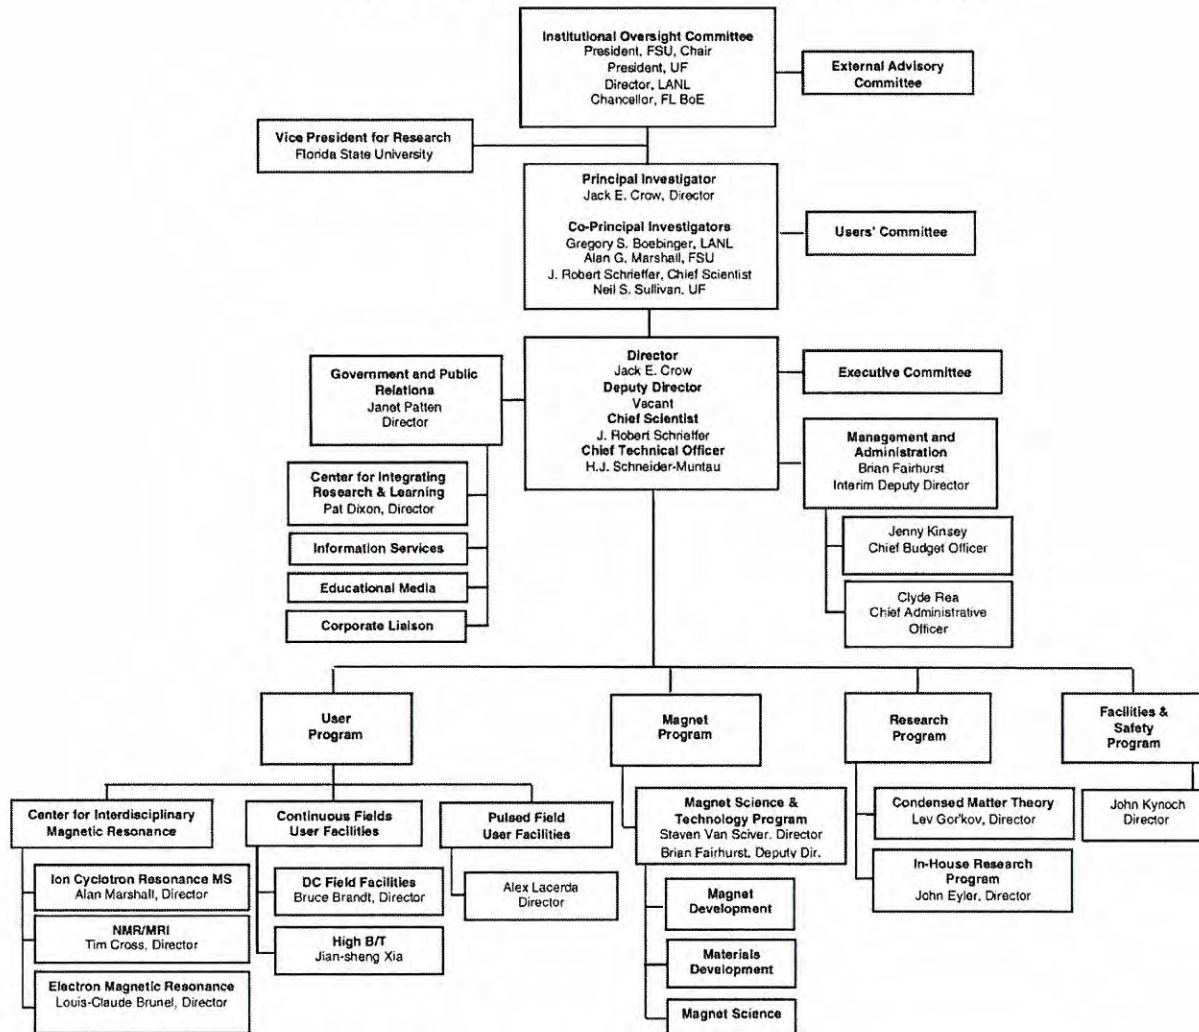 Institutional Oversight Committee
President, FSU, Chair
President, UF
Director, LANL
Chancellor, FL BoE
External Advisory
Committee
Vice President for Research
Florida State University
Principal Investigator
Jack E. Crow, Director
Co-Principal Investigators
Gregory S. Boebinger, LANL
Alan G. Marshall, FSU
J. Robert Schrieffer, Chief Scientist
Neil S. Sullivan, UF
Users' Committee
Director
Jack E. Crow
Deputy Director
Vacant
Chief Scientist
J. Robert Schrieffer
Chief Technical Officer
H.J. Schneider-Muntau
Executive Committee
Government and Public
Relations
Janet Patten
Director
Management and
Administration
Brian Fairhurst
Interim Deputy Director
Center for Integrating
Research & Learning
Pat Dixon, Director
Information Services
Educational Media
Corporate Liaison
Jenny Kinsey
Chief Budget Officer
Clyde Rea
Chief Administrative
Officer
User
Program
Magnet
Program
Research
Program
Facilities &
Safety
Program
Center for Interdisciplinary
Magnetic Resonance
Ion Cyclotron Resonance MS
Alan Marshall, Director
NMR/MRI
Tim Cross, Director
Electron Magnetic Resonance
Louis-Claude Brunel, Director
Continuous Fields
User Facilities
DC Field Facilities
Bruce Brandt, Director
High B/T
Jian-sheng Xia
Pulsed Field
User Facilities
Alex Lacerda
Director
Magnet Science &
Technology Program
Steven Van Sciver, Director
Brian Fairhurst, Deputy Dir.
Magnet
Development
Materials
Development
Magnet Science
Condensed Matter Theory
Lev Gor'kov, Director
In-House Research
Program
John Eyler, Director
John Kynoch
Director